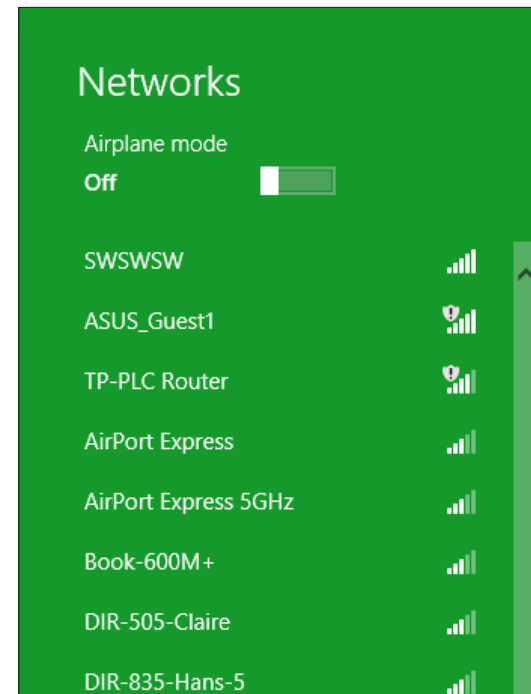 Networks
Airplane mode
Off
SWSWSW
ASUS_Guest1
TP-PLC Router
AirPort Express
AirPort Express 5GHz
Book-600M+
DIR-505-Claire
DIR-835-Hans-5